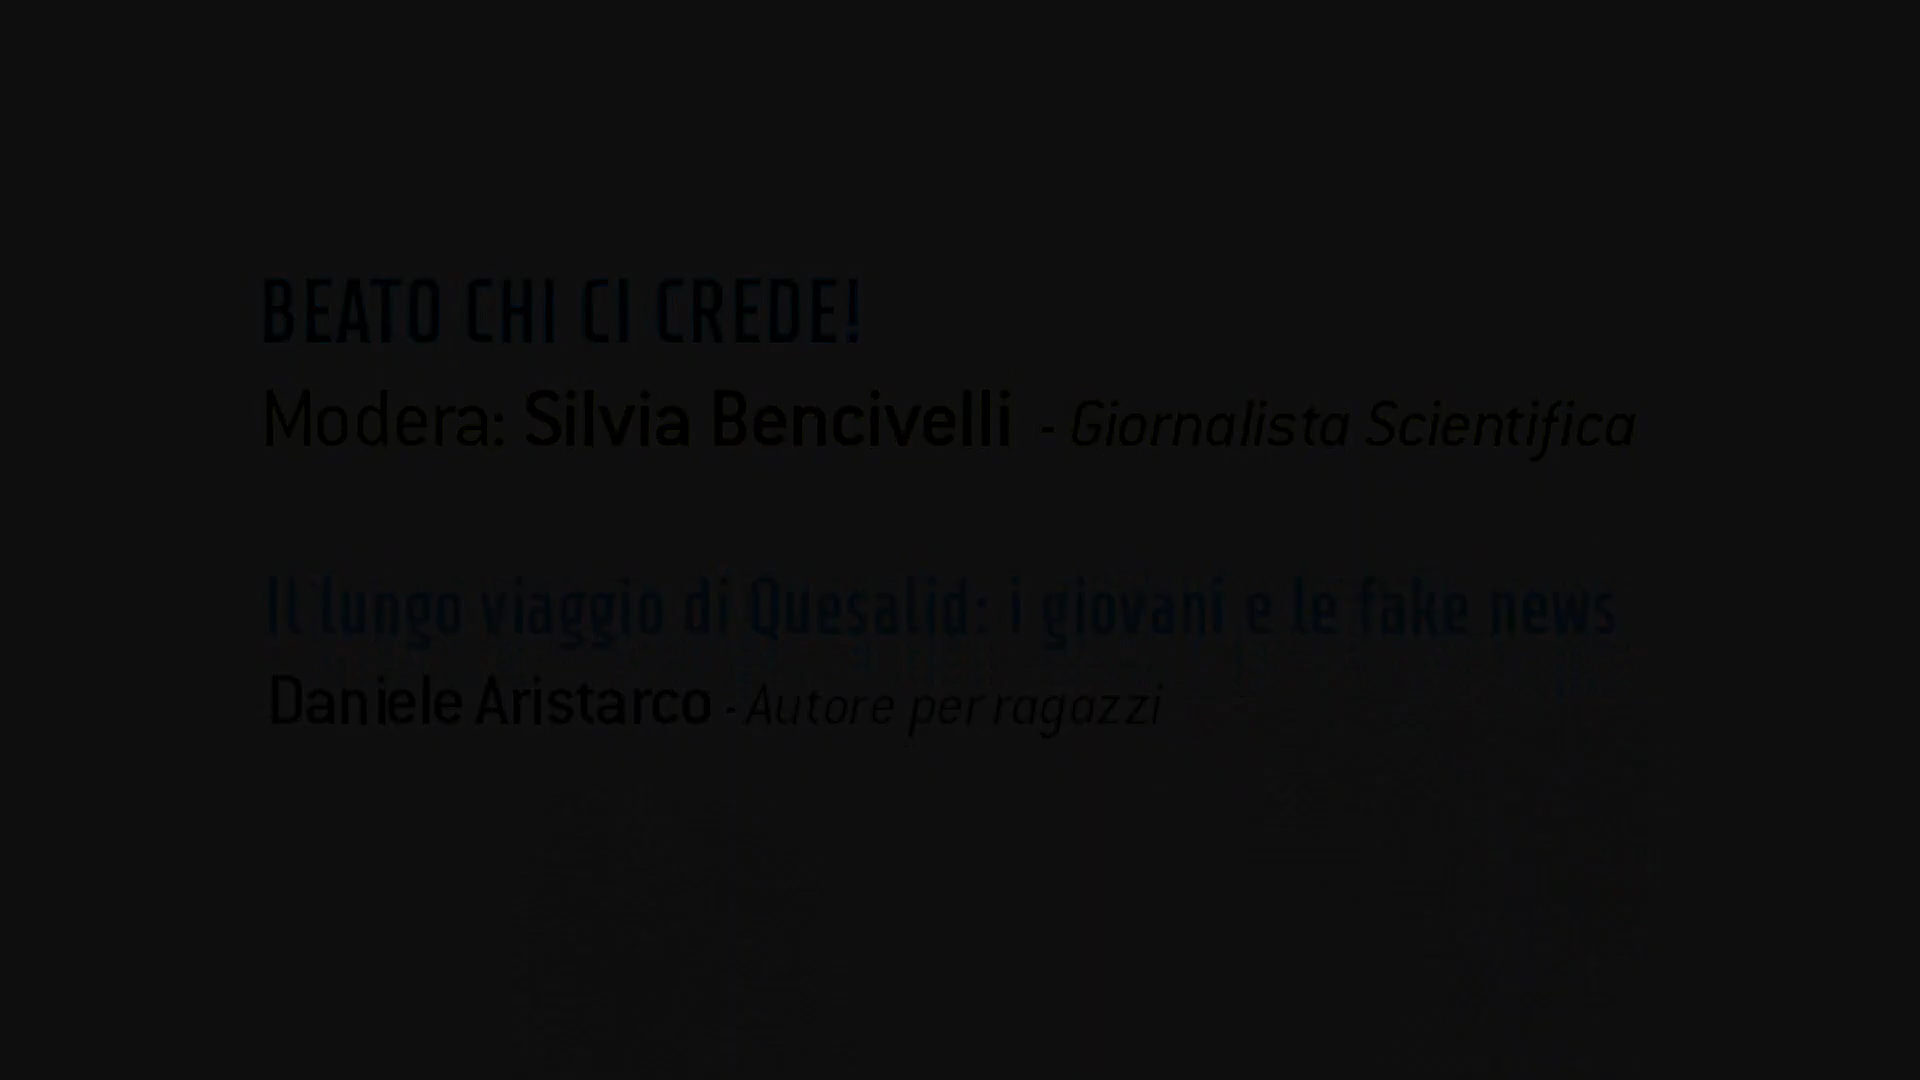 BEATO CHI CI CREDE!
Modera: Silvia Bencivelli - Giornalista Scientifica
Il lungo viaggio di Quesalid: i giovani e le fake news
Daniele Aristarco - Autore per ragazzi